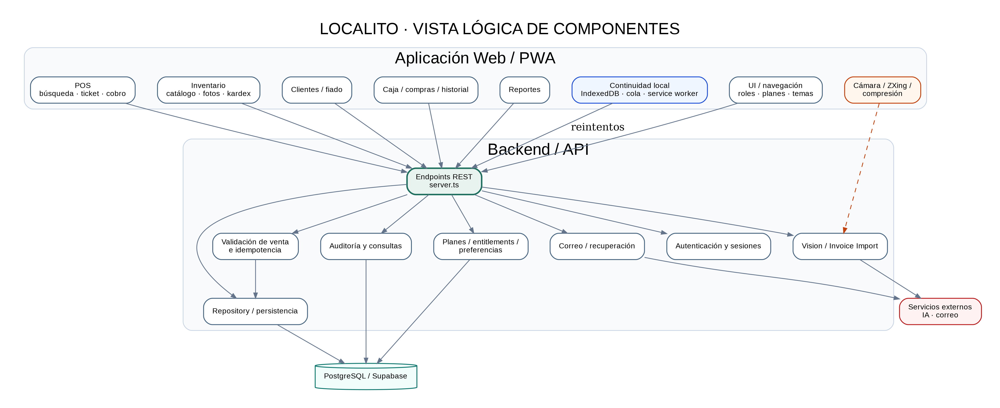 LOCALITO · VISTA LÓGICA DE COMPONENTES
Aplicación Web / PWA
POS
búsqueda · ticket · cobro
Inventario
catálogo · fotos · kardex
Clientes / fiado
Caja / compras / historial
Reportes
Continuidad local
IndexedDB · cola · service worker
UI / navegación
roles · planes · temas
Cámara / ZXing /
compresión
reintentos
Backend / API
Endpoints REST
server.ts
Validación de venta
e idempotencia
Auditoría y consultas
Planes / entitlements /
preferencias
Correo / recuperación
Autenticación y sesiones
Vision / Invoice Import
Repository / persistencia
Servicios externos
IA · correo
PostgreSQL / Supabase